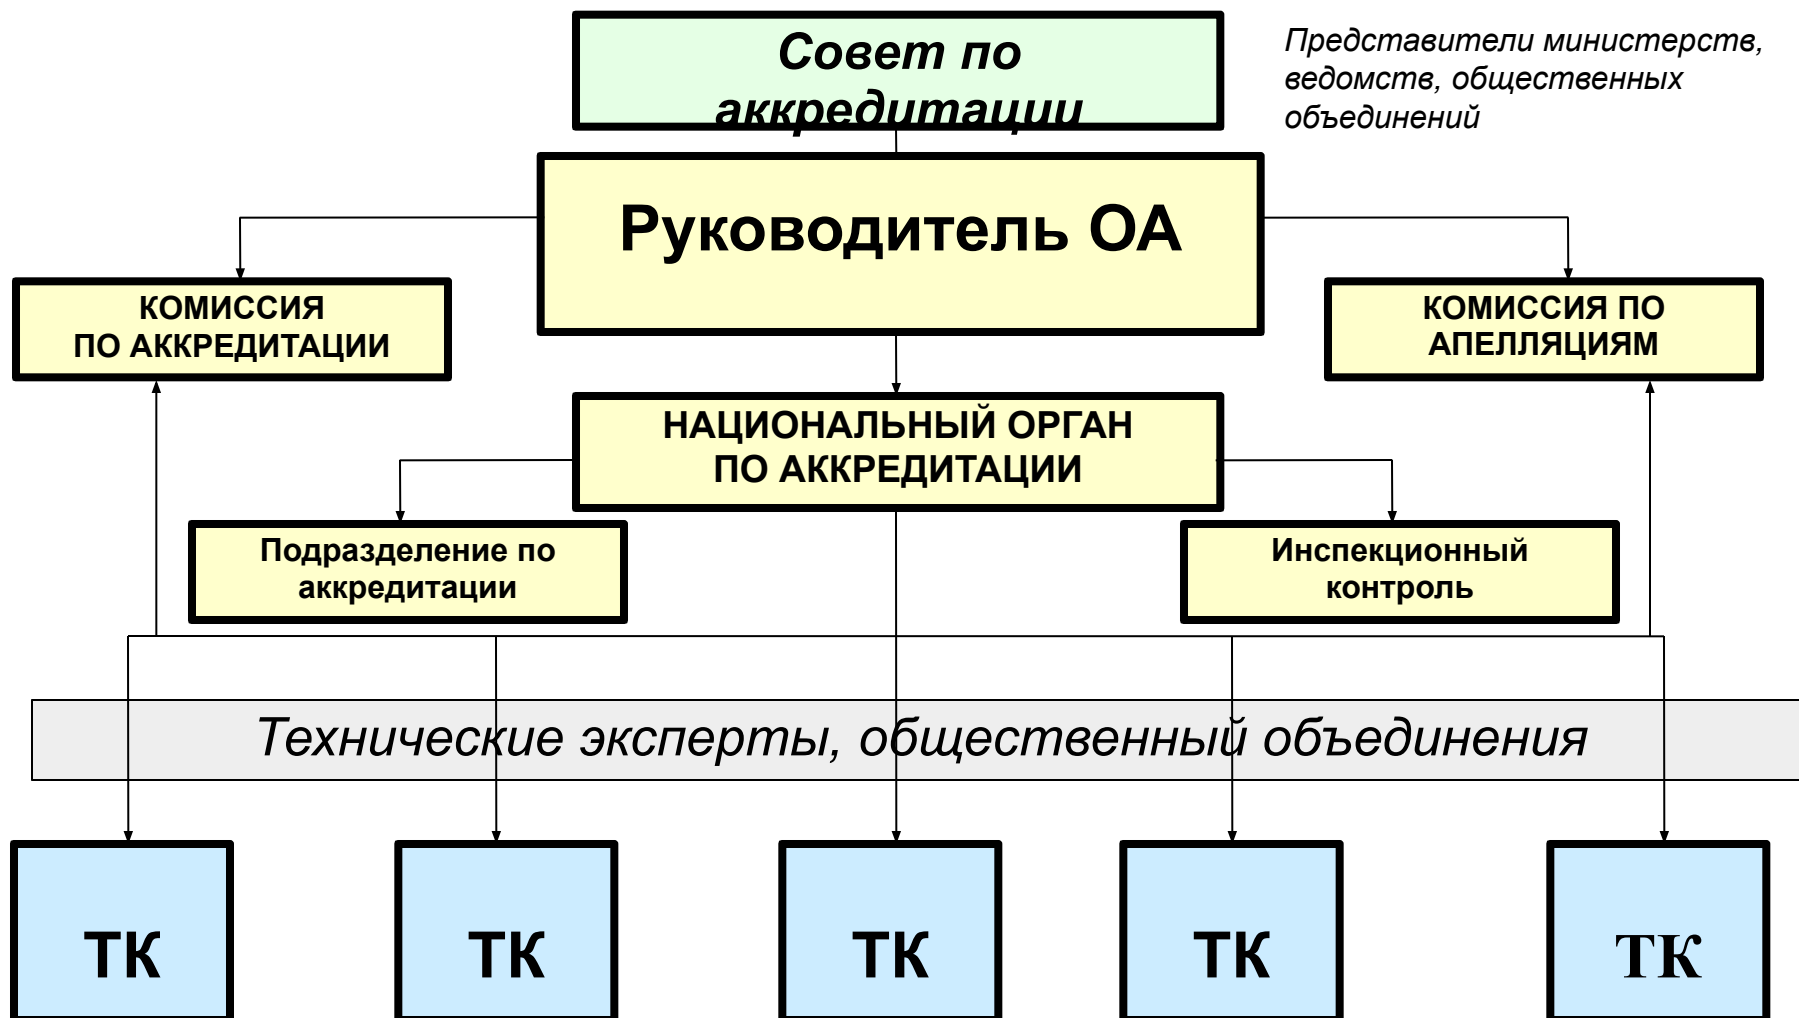 Совет по
аккредитации
Представители министерств,
ведомств, общественных
объединений
Руководитель ОА
КОМИССИЯ
ПО АККРЕДИТАЦИИ
КОМИССИЯ ПО
АПЕЛЛЯЦИЯМ
НАЦИОНАЛЬНЫЙ ОРГАН
ПО АККРЕДИТАЦИИ
Подразделение по
аккредитации
Инспекционный
контроль
Технические эксперты, общественный объединения
ТК
ТК
ТК
ТК
ТК